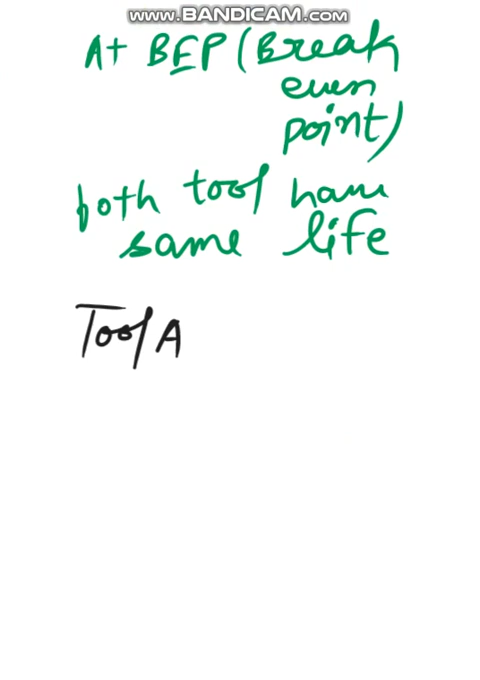 www.BANDICAM.com
At BEP (Break
even
point)
both tool have
same life
Tool A